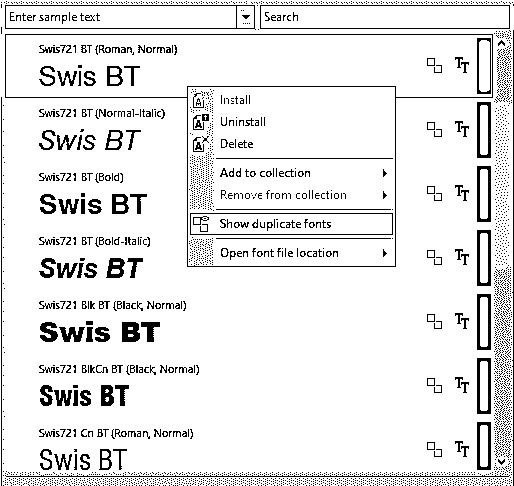 Enter sample text
Search
Swis721 BT (Roman, Normal)
Swis BT
Install
Uninstall
Delete
Add to collection
Remove from collection
Show duplicate fonts
Open font file location
Swis721 BT (Normal-Italic)
Swis BT
Swis721 BT (Bold)
Swis BT
Swis721 BT (Bold-Italic)
Swis BT
Swis721 Blk BT (Black, Normal)
Swis BT
Swis721 BlkCn BT (Black, Normal)
Swis BT
Swis721 Cn BT (Roman, Normal)
Swis BT